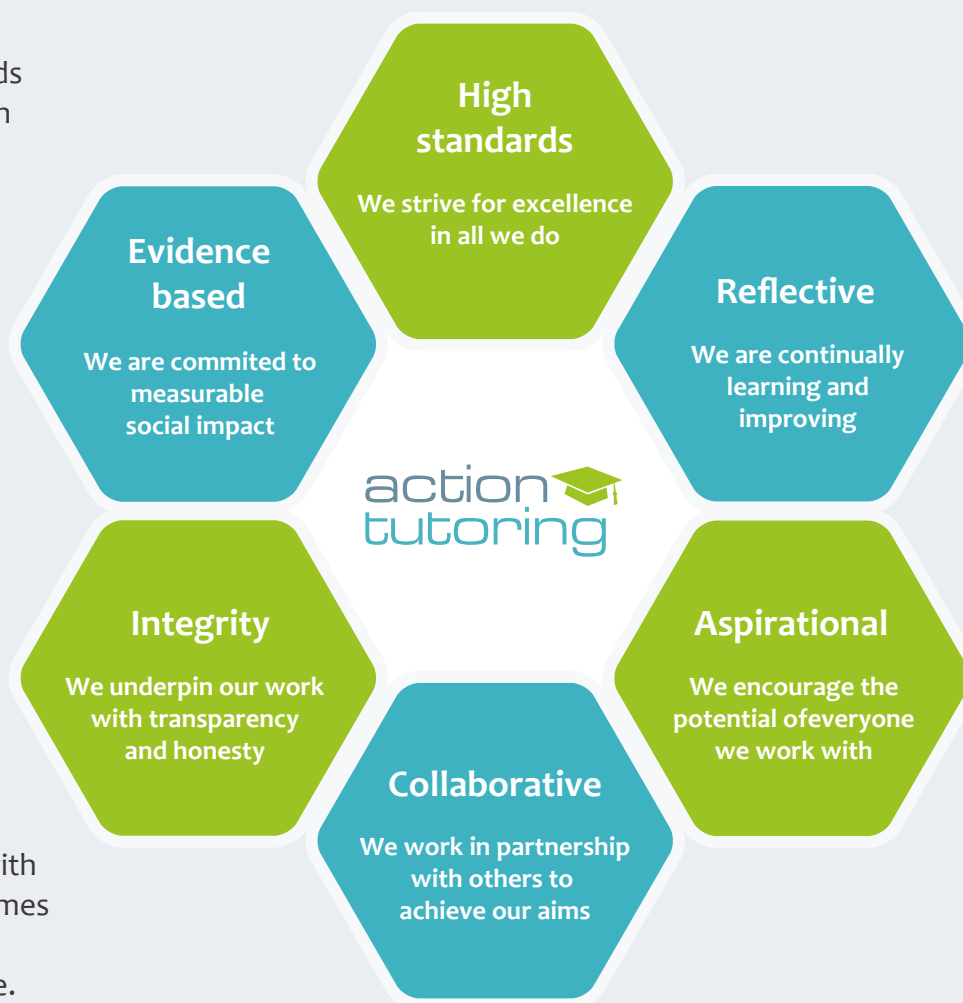 High
standards
We strive for excellence
in all we do
Evidence
based
We are commited to
measurable
social impact
Reflective
We are continually
learning and
improving
action
tutoring
Integrity
We underpin our work
with transparency
and honesty
Aspirational
We encourage the
potential ofeveryone
we work with
Collaborative
We work in partnership
with others to
achieve our aims